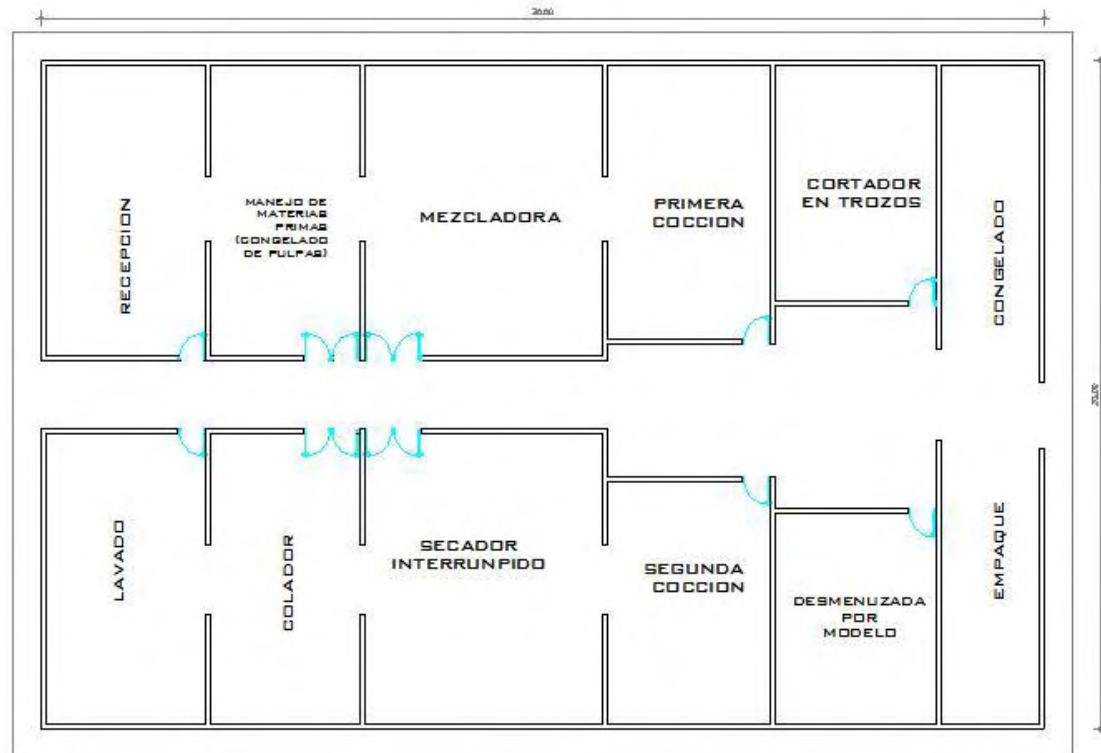 RECEPCION
MANEJO DE
MATERIAS
PRIMAS
(CONGELADO
DE PULPAS)
MEZCLADORA
PRIMERA
COCCION
CORTADOR
EN TROZOS
CONGELADO
LAVADO
COLADOR
SECADOR
INTERRUNPIDO
SEGUNDA
COCCION
DESMENUZADA
POR
MODELO
EMPAQUE